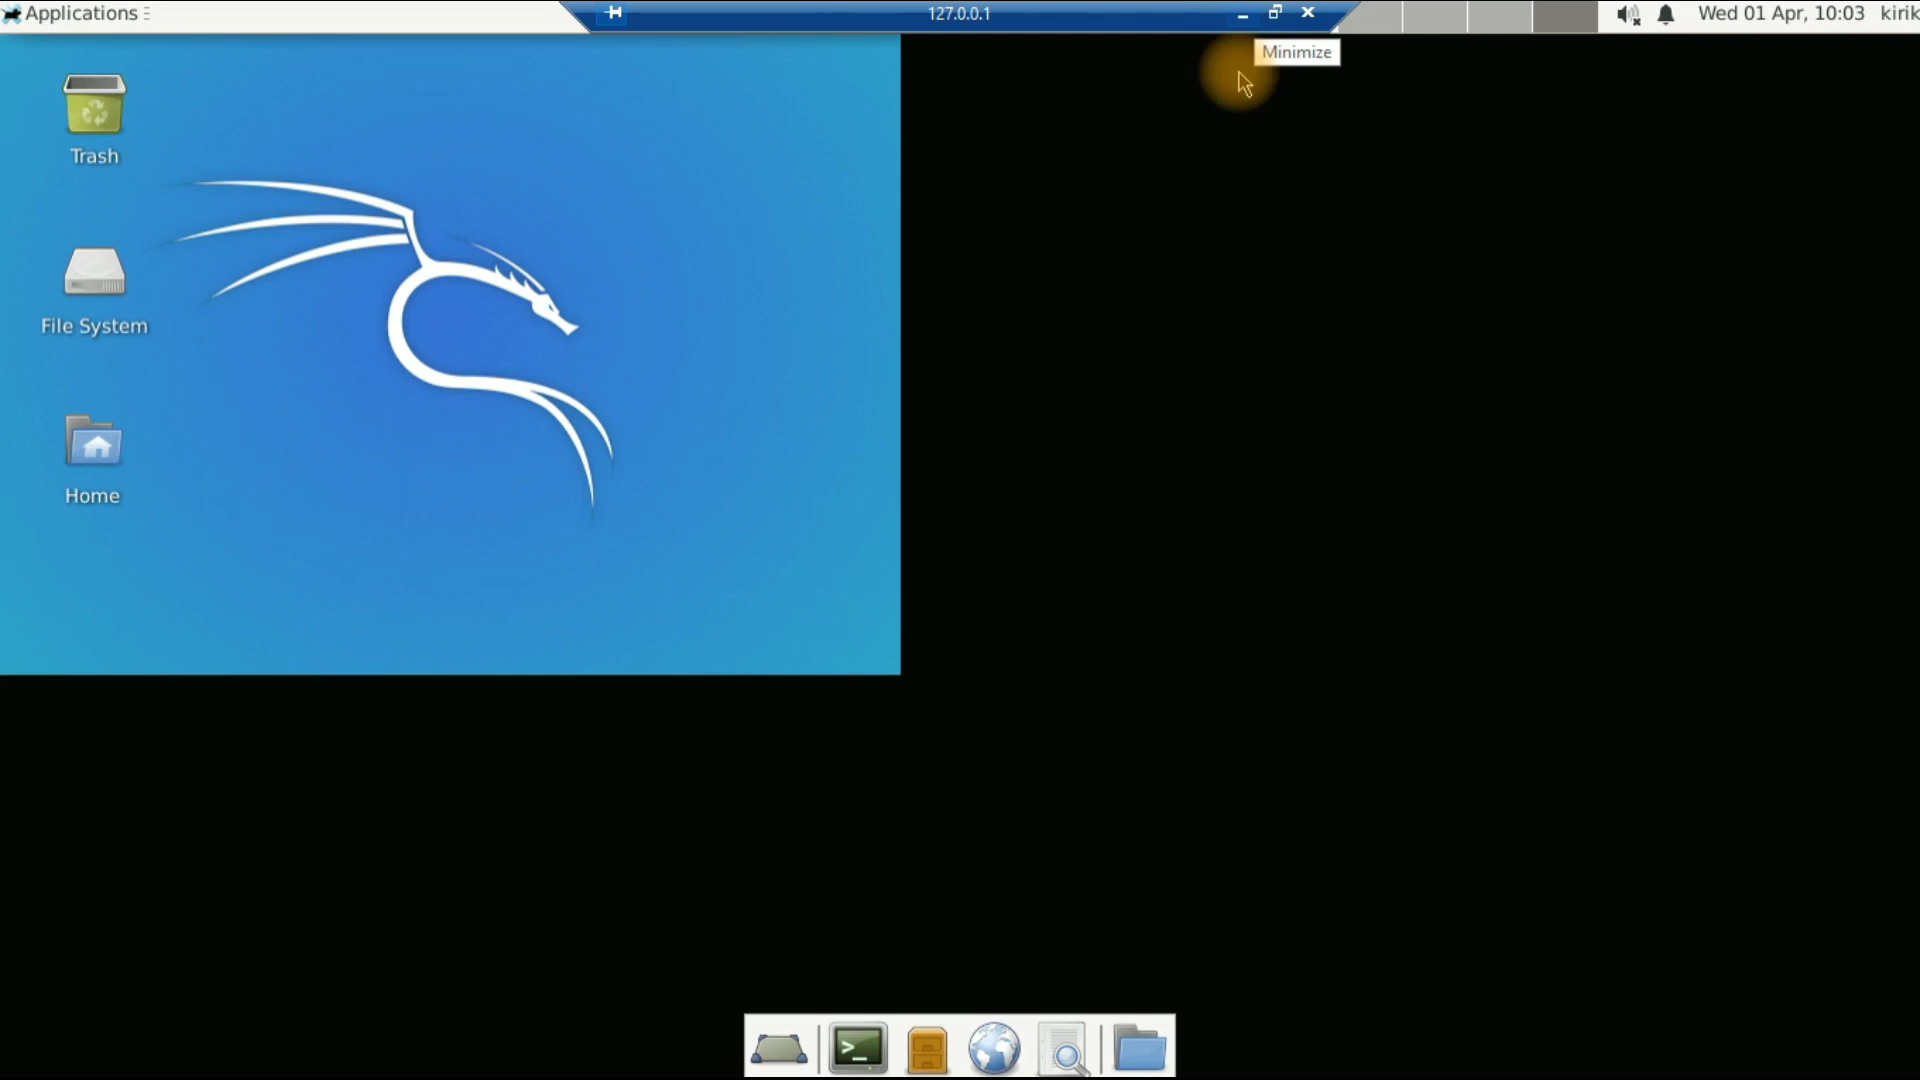 Applications
127.0.0.1
Wed 01 Apr, 10:03 kirik
Minimize
Trash
File System
Home
>_